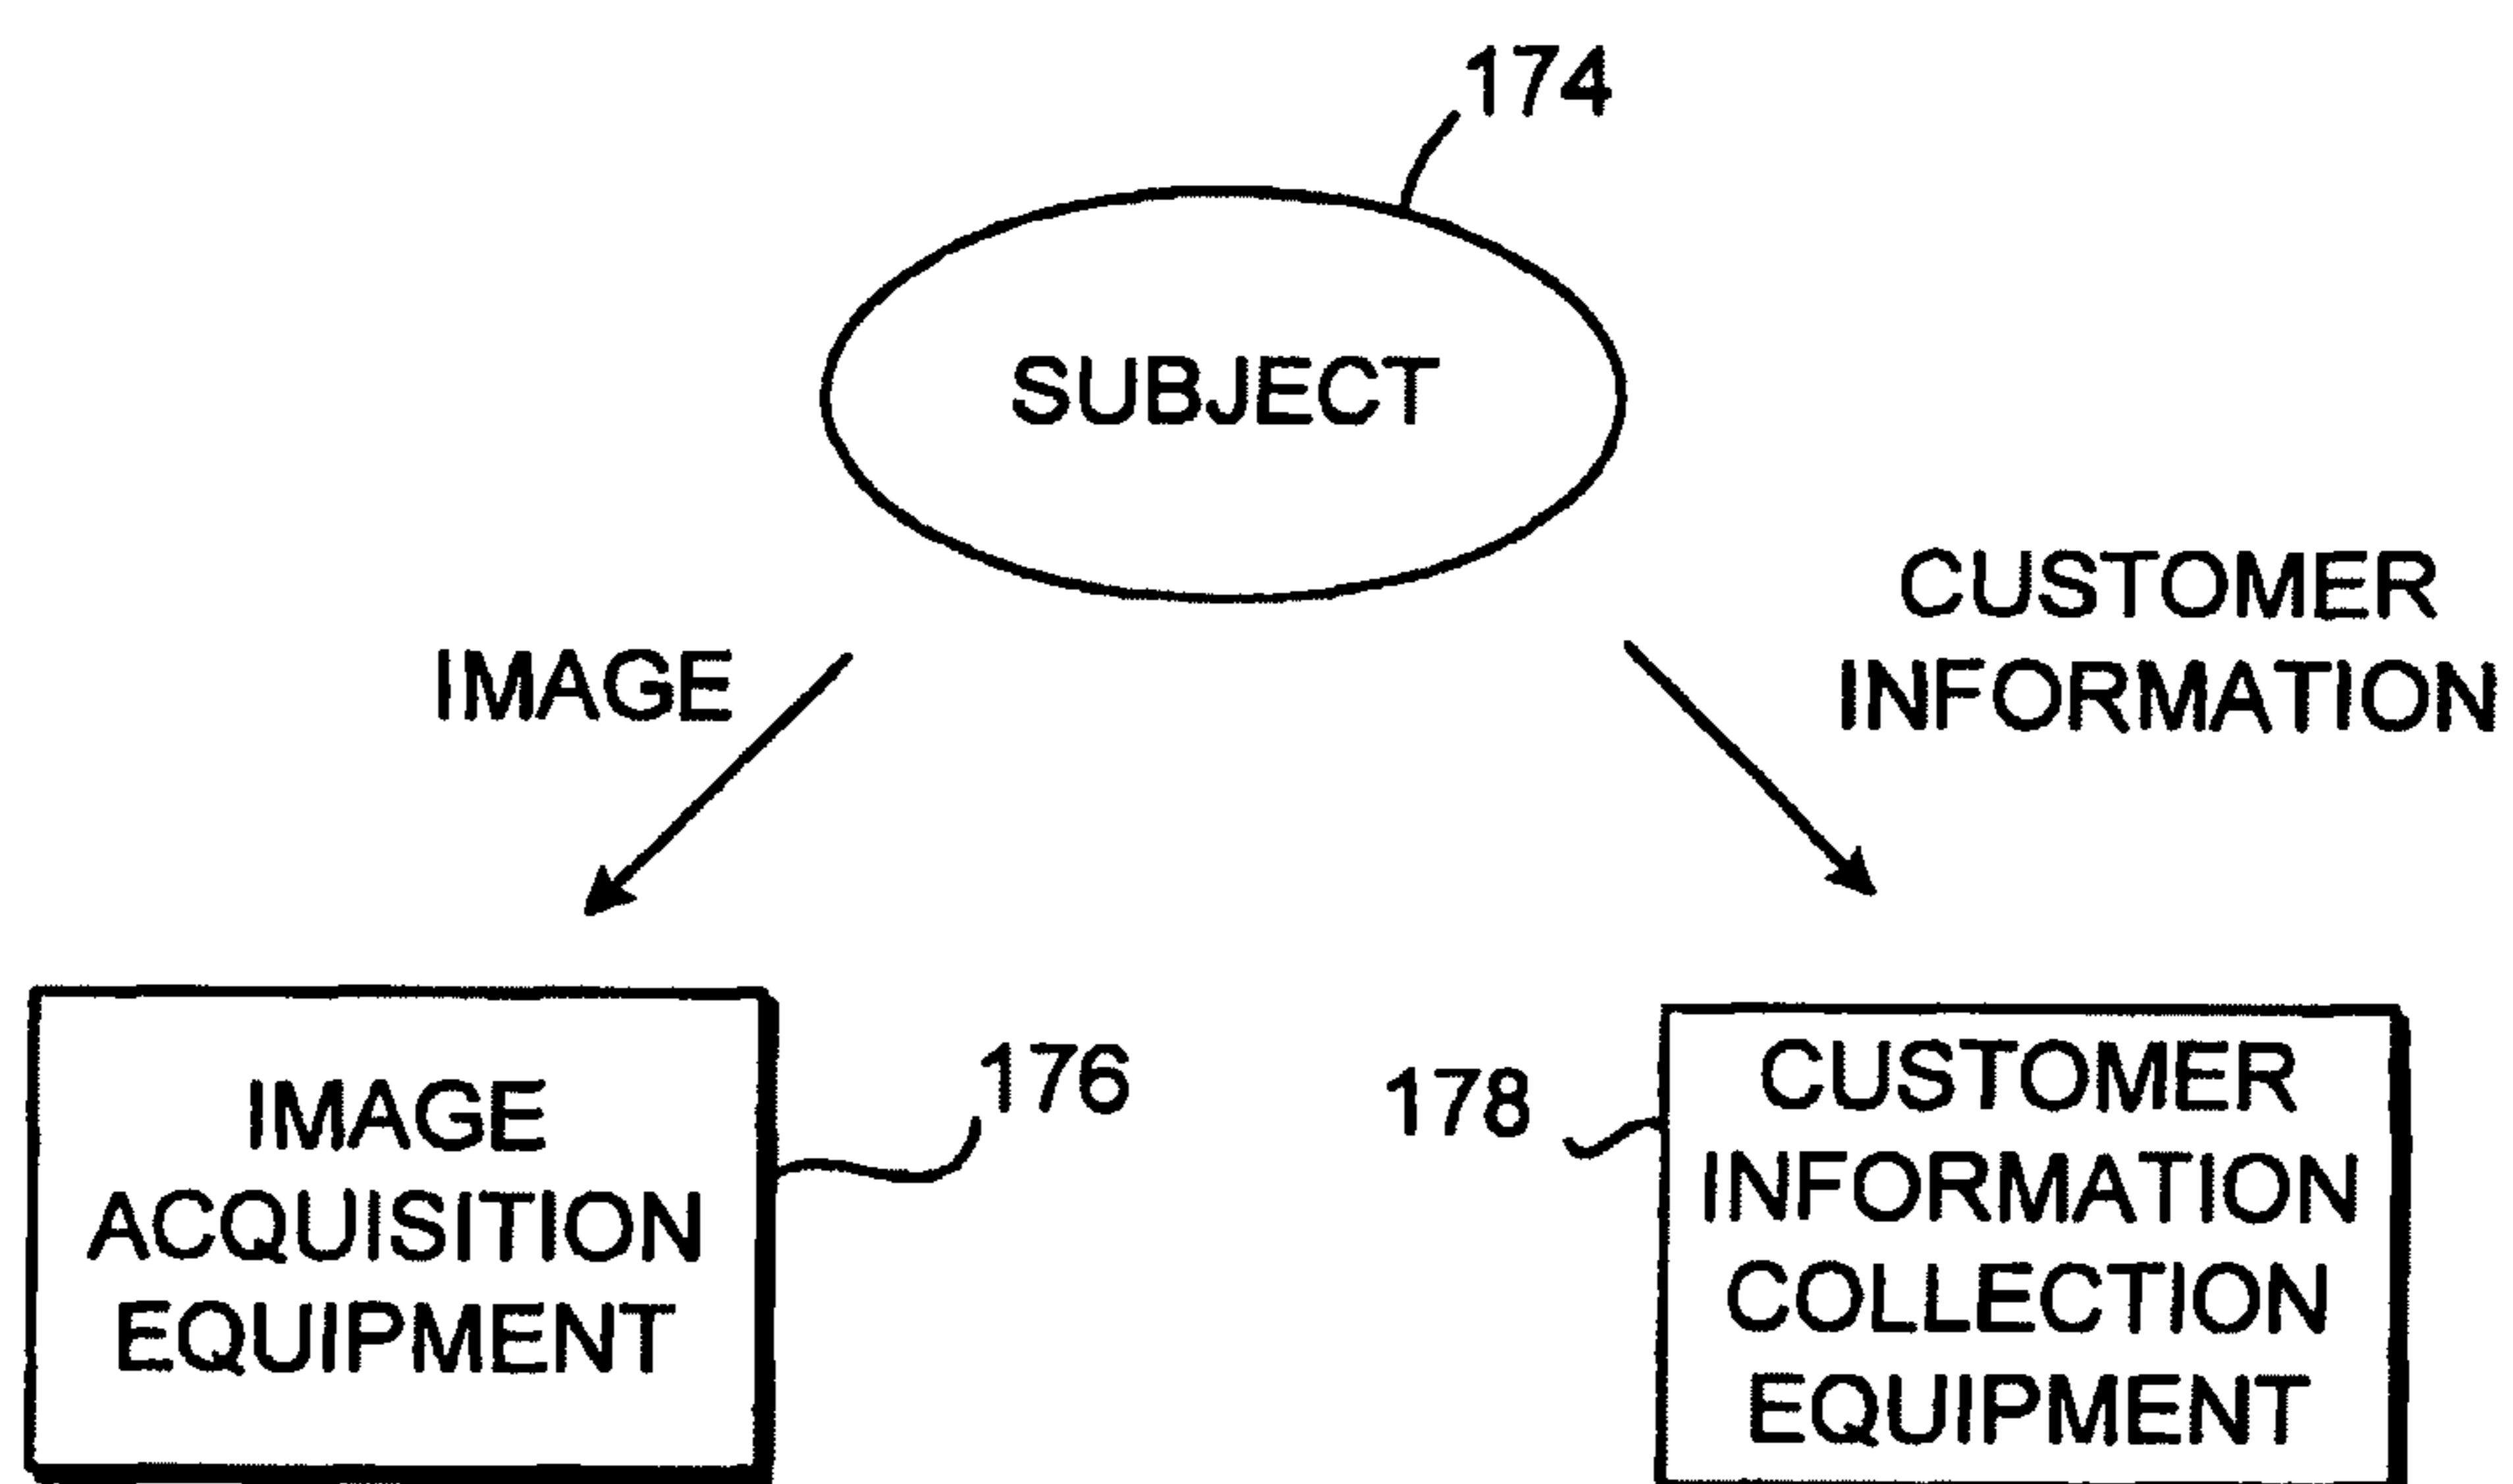 174
SUBJECT
IMAGE
CUSTOMER
INFORMATION
IMAGE
ACQUISITION
EQUIPMENT
176
178
CUSTOMER
INFORMATION
COLLECTION
EQUIPMENT